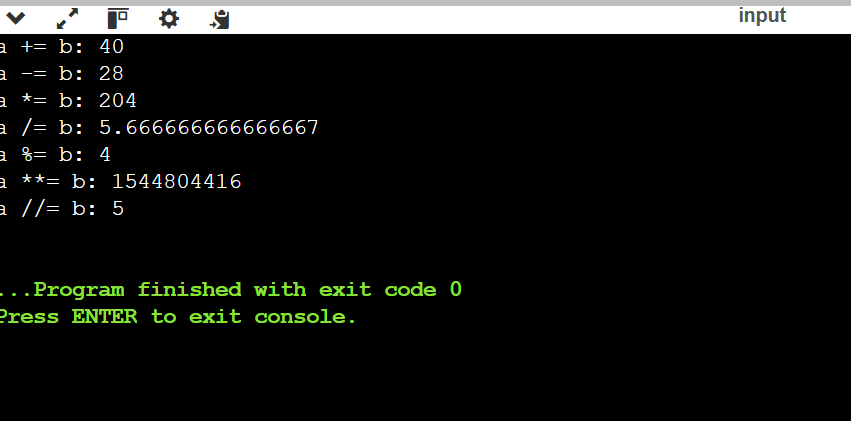 input
a += b: 40
a -= b: 28
a *= b: 204
a /= b: 5.666666666666667
a %= b: 4
a **= b: 1544804416
a //= b: 5
...Program finished with exit code 0
Press ENTER to exit console.